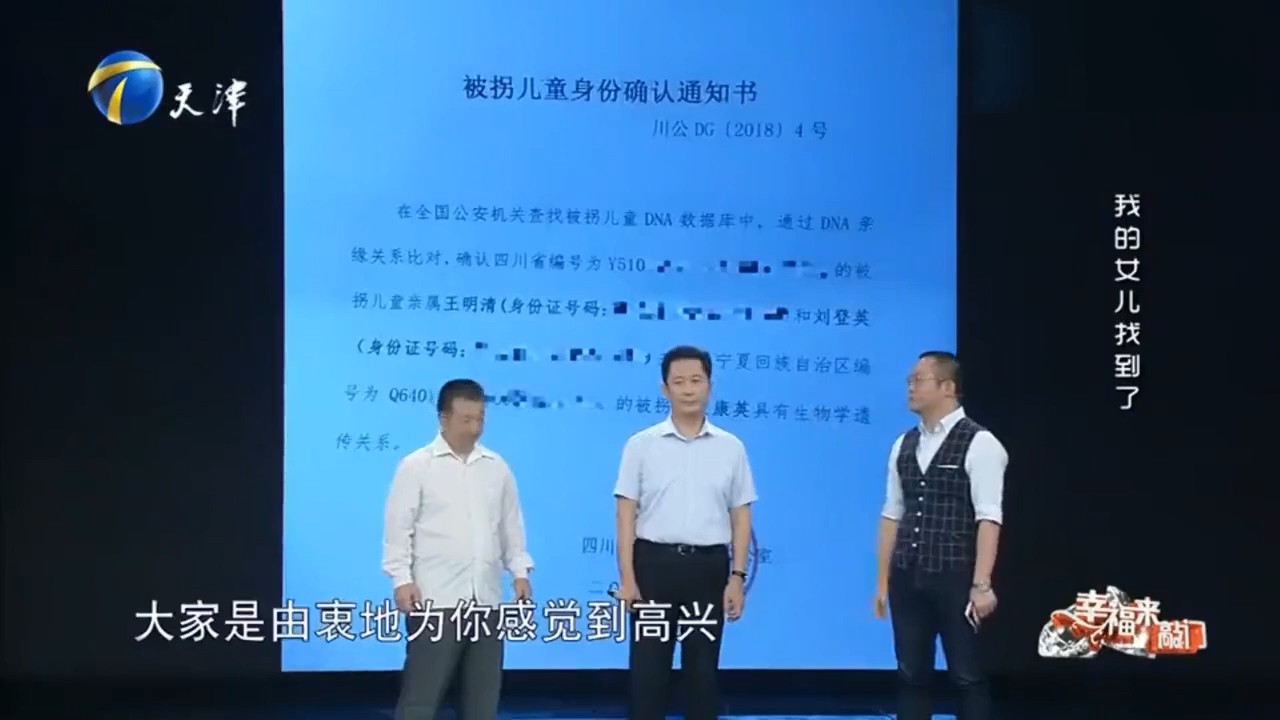 天津
被拐儿童身份确认通知书
川公DG〔2018〕4号
在全国公安机关查找被拐儿童DNA数据库中,通过DNA亲
缘关系比对,确认四川省编号为Y510 的被
拐儿童亲属王明清(身份证号码: 和刘登英
(身份证号码: 宁夏回族自治区编
号为 Q640 的被拐 康英具有生物学遗
传关系。
四川 室
二〇
我的女儿找到了
大家是由衷地为你感觉到高兴
幸福来敲门